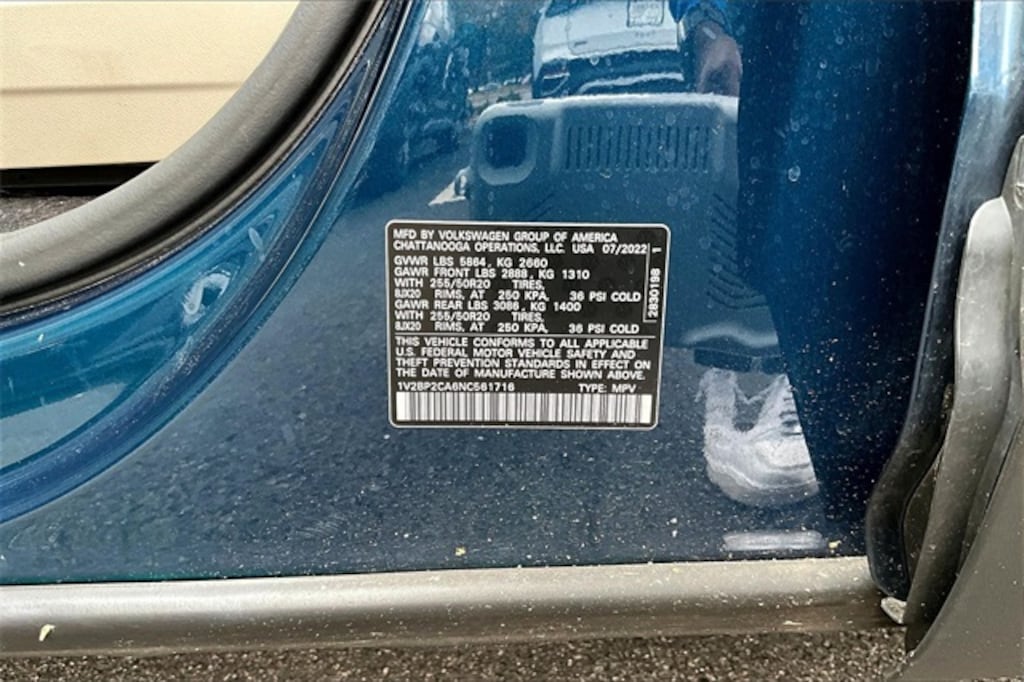 MFD BY VOLKSWAGEN GROUP OF AMERICA
CHATTANOOGA OPERATIONS, LLC. USA 07/2022
GVWR LBS 5864, KG 2660
GAWR FRONT LBS 2888, KG 1310
WITH 255/50R20 TIRES,
8JX20 RIMS, AT 250 KPA, 36 PSI COLD
GAWR REAR LBS 3086, KG 1400
WITH 255/50R20 TIRES,
8JX20 RIMS, AT 250 KPA, 36 PSI COLD
THIS VEHICLE CONFORMS TO ALL APPLICABLE
U.S. FEDERAL MOTOR VEHICLE SAFETY AND
THEFT PREVENTION STANDARDS IN EFFECT ON
THE DATE OF MANUFACTURE SHOWN ABOVE.
1V2BP2CA6NC561716 TYPE: MPV
2830198 1